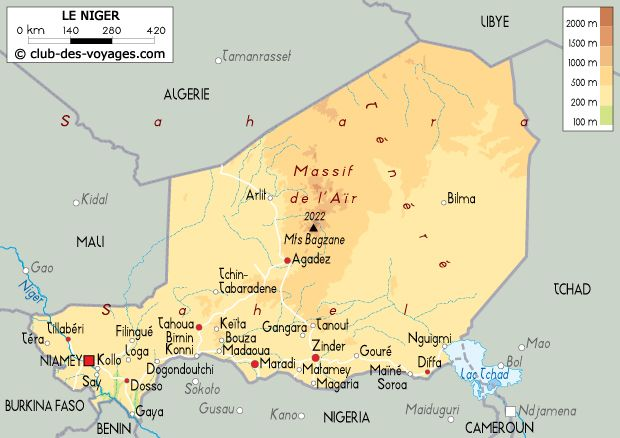 LE NIGER
0 km 140 280 420
© club-des-voyages.com
2000 m
1500 m
1000 m
500 m
200 m
100 m
LIBYE
Tamanrasset
ALGERIE
Sahara
Ténéré
Massif
de l'Aïr
Arlit
2022
Mts Bagzane
Bilma
Kidal
MALI
Agadez
Tchin-
Tabaradene
TCHAD
Gao
Niger
Sahel
Tillabéri
Téra
Filingué
Tahoua
Keïta
Tanout
Gangara
Birnin
Konni
Bouza
Madaoua
Zinder
Nguigmi
NIAMEY
Kollo
Loga
Dogondoutchi
Maradi
Matameyi
Gouré
Mao
Bol
Say
Dosso
Magaria
Maïné-
Soroa
Diffa
Lac Tchad
BURKINA FASO
Gaya
Sokoto
Gusau
Kano
Maiduguri
Ndjamena
BENIN
NIGERIA
CAMEROUN